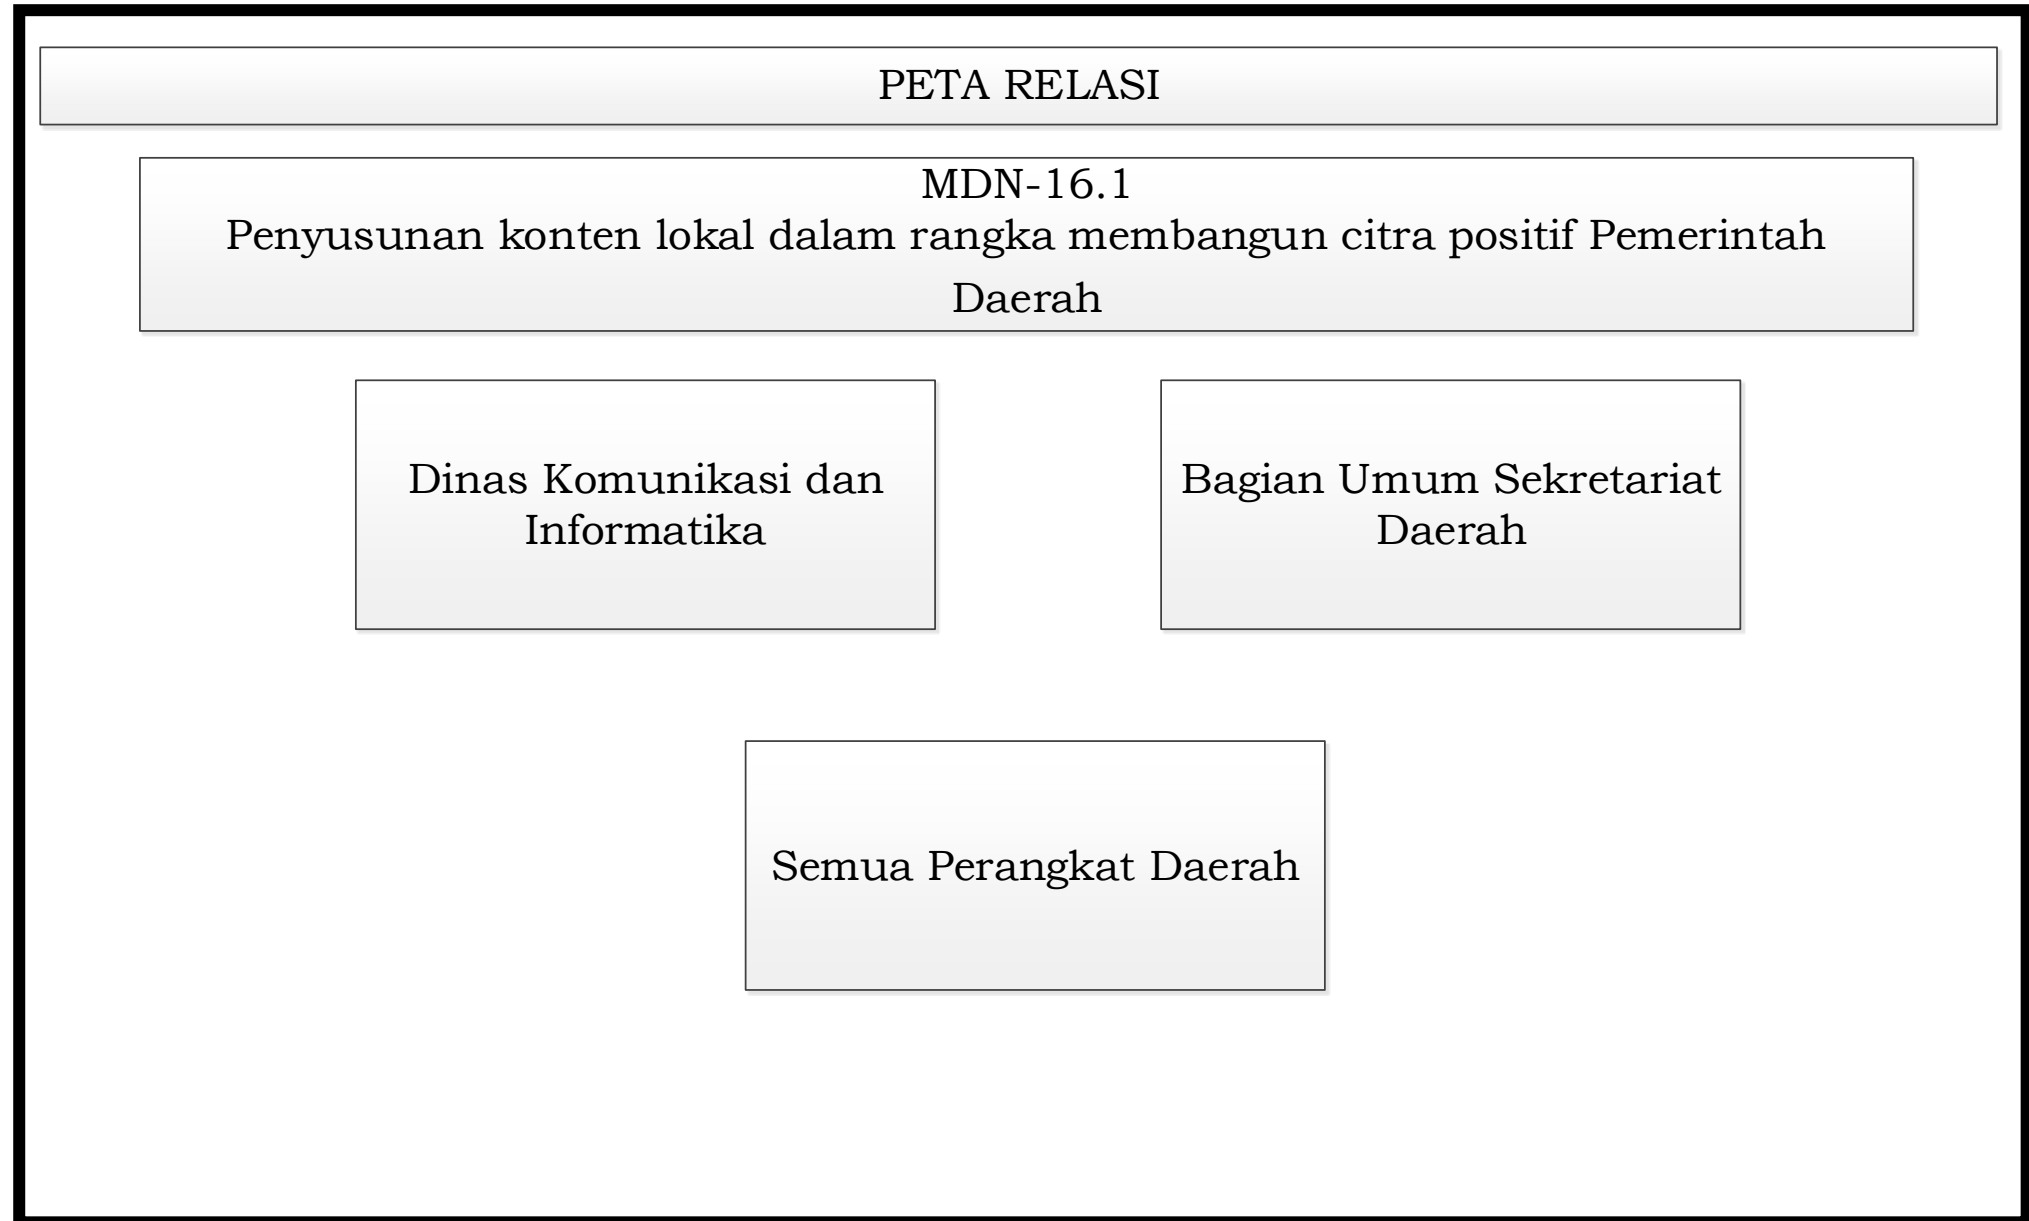 PETA RELASI
MDN-16.1
Penyusunan konten lokal dalam rangka membangun citra positif Pemerintah
Daerah
Dinas Komunikasi dan
Informatika
Bagian Umum Sekretariat
Daerah
Semua Perangkat Daerah